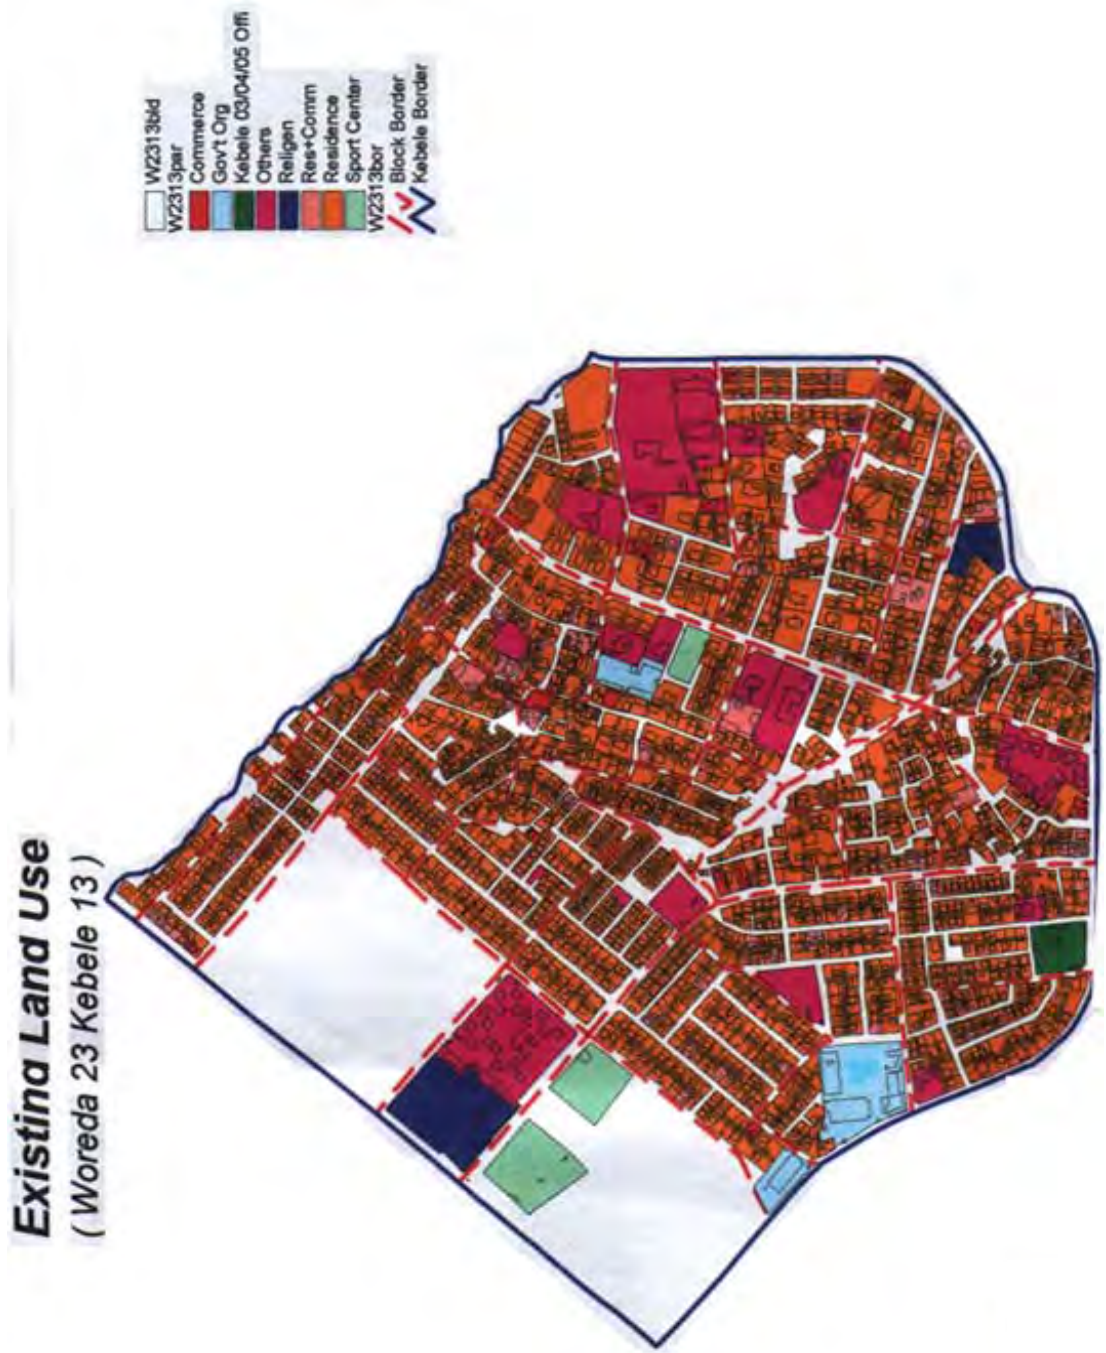 Existing Land Use
( Woreda 23 Kebele 13 )
W2313bld
W2313par
Commerce
Gov't Org
Kebele 03/04/05 Offi
Others
Religen
Res+Comm
Residence
Sport Center
W2313bor
Block Border
Kebele Border